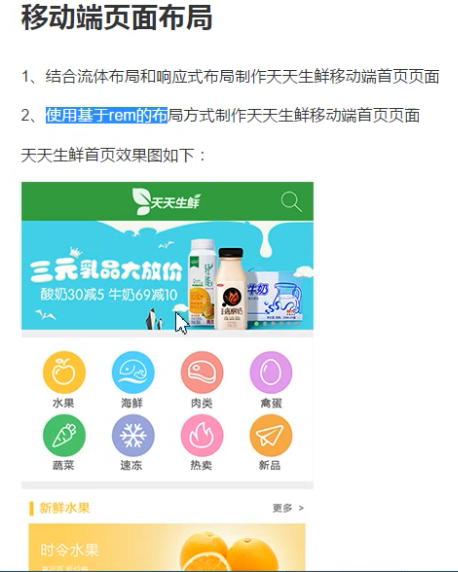 移动端页面布局
1、结合流体布局和响应式布局制作天天生鲜移动端首页页面
2、使用基于rem的布局方式制作天天生鲜移动端首页页面
天天生鲜首页效果图如下：
天天生鲜
三元乳品大放价
酸奶30减5 牛奶69减10
牛奶
水果 海鲜 肉类 禽蛋
蔬菜 速冻 热卖 新品
新鲜水果 更多 >
时令水果